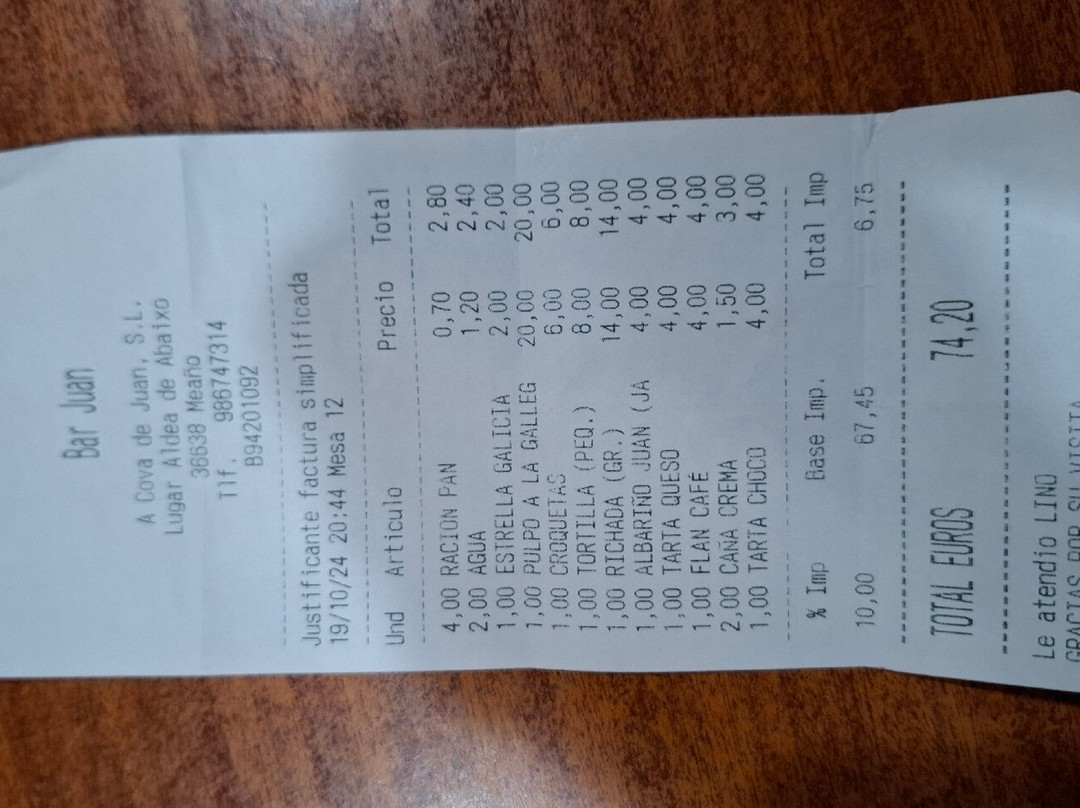 Bar Juan
A Cova de Juan, S.L.
Lugar Aldea de Abaixo
36638 Meaño
Tlf. 986747314
B94201092
Justificante factura simplificada
19/10/24 20:44 Mesa 12
Und Articulo Precio Total
4,00 RACION PAN 0,70 2,80
2,00 AGUA 1,20 2,40
1,00 ESTRELLA GALICIA 2,00 2,00
1,00 PULPO A LA GALLEG 20,00 20,00
1,00 CROQUETAS 6,00 6,00
1,00 TORTILLA (PEQ.) 8,00 8,00
1,00 RICHADA (GR.) 14,00 14,00
1,00 ALBARIÑO JUAN (JA 4,00 4,00
1,00 TARTA QUESO 4,00 4,00
1,00 FLAN CAFÉ 4,00 4,00
2,00 CAÑA CREMA 1,50 3,00
1,00 TARTA CHOCO 4,00 4,00
% Imp Base Imp. Total Imp
10,00 67,45 6,75
TOTAL EUROS 74,20
Le atendio LINO
GRACIAS POR SU VISITA